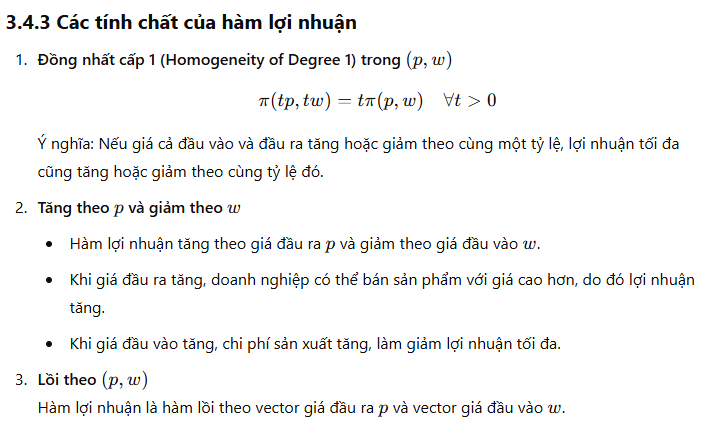 3.4.3 Các tính chất của hàm lợi nhuận
1. Đồng nhất cấp 1 (Homogeneity of Degree 1) trong (p, w)
π(tp, tw) = tπ(p, w) ∀t > 0
Ý nghĩa: Nếu giá cả đầu vào và đầu ra tăng hoặc giảm theo cùng một tỷ lệ, lợi nhuận tối đa
cũng tăng hoặc giảm theo cùng tỷ lệ đó.
2. Tăng theo p và giảm theo w
• Hàm lợi nhuận tăng theo giá đầu ra p và giảm theo giá đầu vào w.
• Khi giá đầu ra tăng, doanh nghiệp có thể bán sản phẩm với giá cao hơn, do đó lợi nhuận
tăng.
• Khi giá đầu vào tăng, chi phí sản xuất tăng, làm giảm lợi nhuận tối đa.
3. Lồi theo (p, w)
Hàm lợi nhuận là hàm lồi theo vector giá đầu ra p và vector giá đầu vào w.